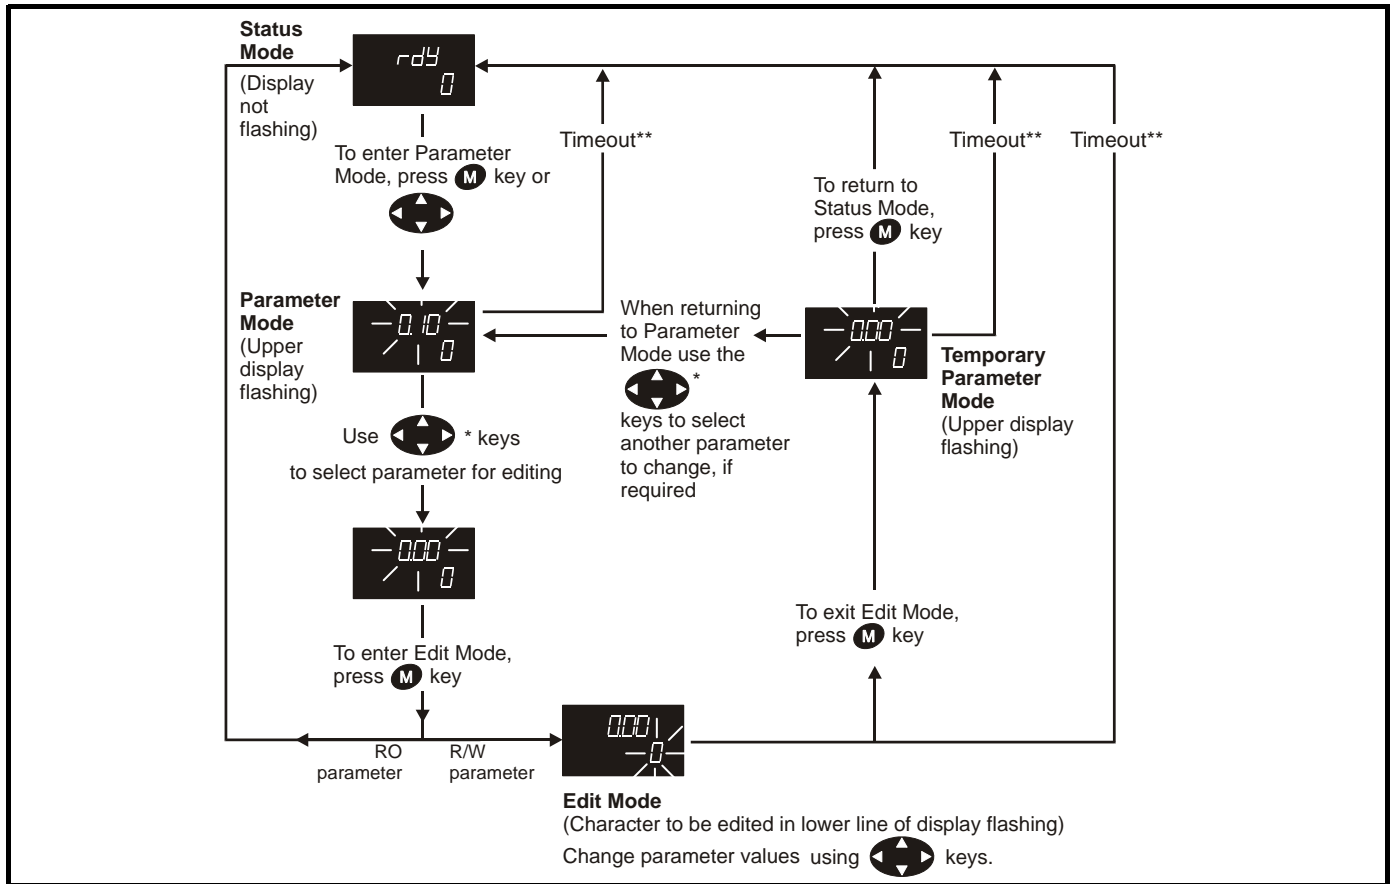 Status
Mode
(Display
not
flashing)
rdY
0
To enter Parameter
Mode, press M key or
Timeout**
Timeout**
Timeout**
To return to
Status Mode,
press M key
Parameter
Mode
(Upper
display
flashing)
0.10
0
When returning
to Parameter
Mode use the
*
keys to select
another parameter
to change, if
required
0.00
0
Temporary
Parameter
Mode
(Upper display
flashing)
Use * keys
to select parameter for editing
0.00
0
To enter Edit Mode,
press M key
To exit Edit Mode,
press M key
RO
parameter
R/W
parameter
0.00
0
Edit Mode
(Character to be edited in lower line of display flashing)
Change parameter values using keys.